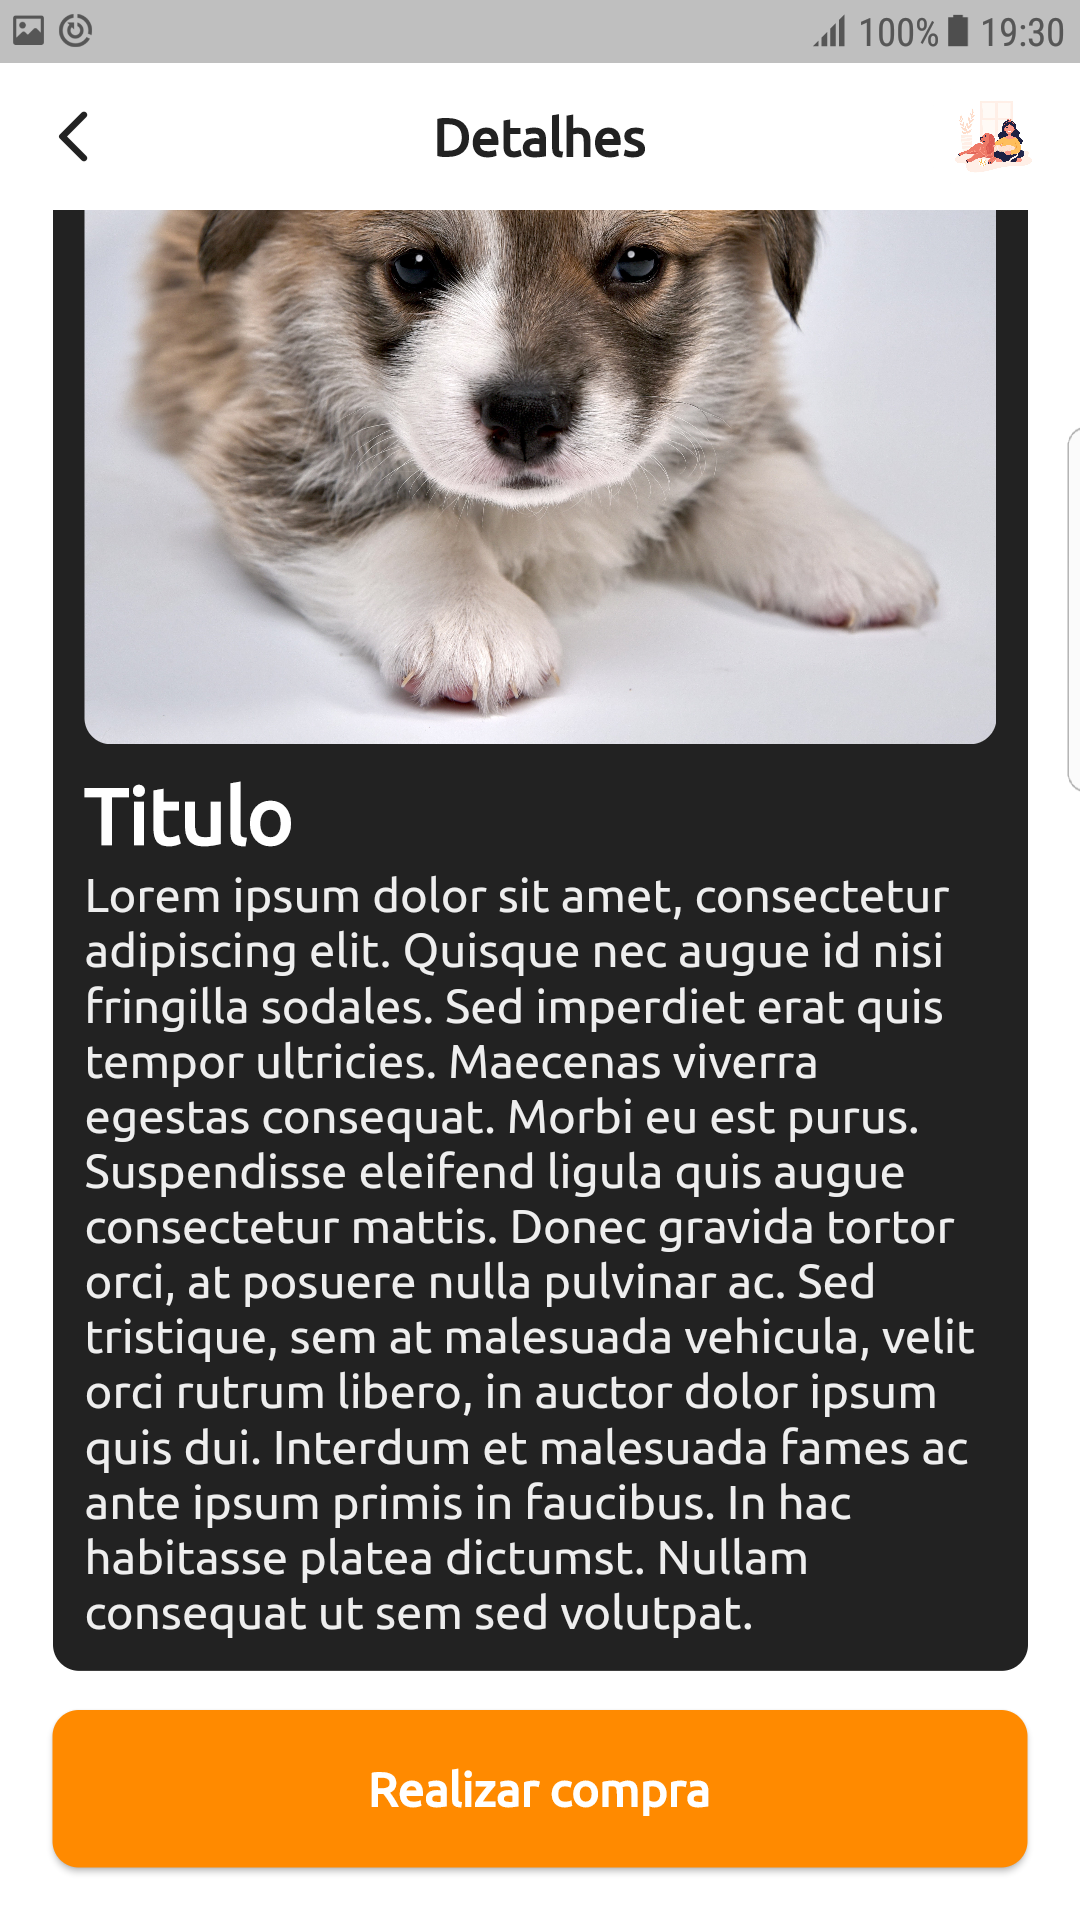 100% 19:30
Detalhes
Titulo
Lorem ipsum dolor sit amet, consectetur
adipiscing elit. Quisque nec augue id nisi
fringilla sodales. Sed imperdiet erat quis
tempor ultricies. Maecenas viverra
egestas consequat. Morbi eu est purus.
Suspendisse eleifend ligula quis augue
consectetur mattis. Donec gravida tortor
orci, at posuere nulla pulvinar ac. Sed
tristique, sem at malesuada vehicula, velit
orci rutrum libero, in auctor dolor ipsum
quis dui. Interdum et malesuada fames ac
ante ipsum primis in faucibus. In hac
habitasse platea dictumst. Nullam
consequat ut sem sed volutpat.
Realizar compra